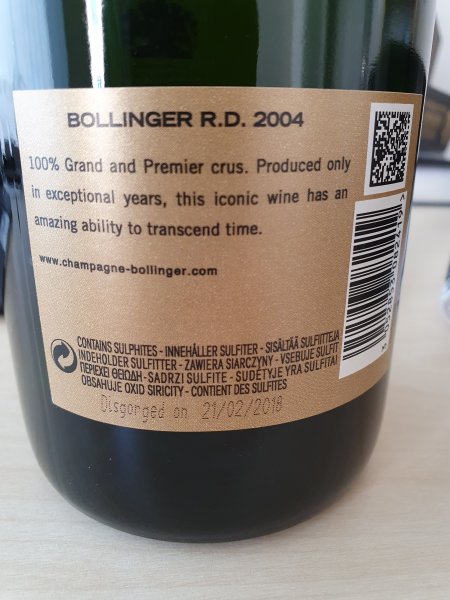 BOLLINGER R.D. 2004
100% Grand and Premier crus. Produced only
in exceptional years, this iconic wine has an
amazing ability to transcend time.
www.champagne-bollinger.com
CONTAINS SULPHITES - INNEHÅLLER SULFITER - SISÄLTÄÄ SULFIITTEJA
INDEHOLDER SULFITTER - ZAWIERA SIARCZYNY - VSEBUJE SULFIT
ΠΕΡΙΕΧΕΙ ΘΕΙΩΔΗ - SADRZI SULFITE - SUDĖTYJE YRA SULFITAI
OBSAHUJE OXID SIRICITY - CONTIENT DES SULFITES
Disgorged on 21/02/2018